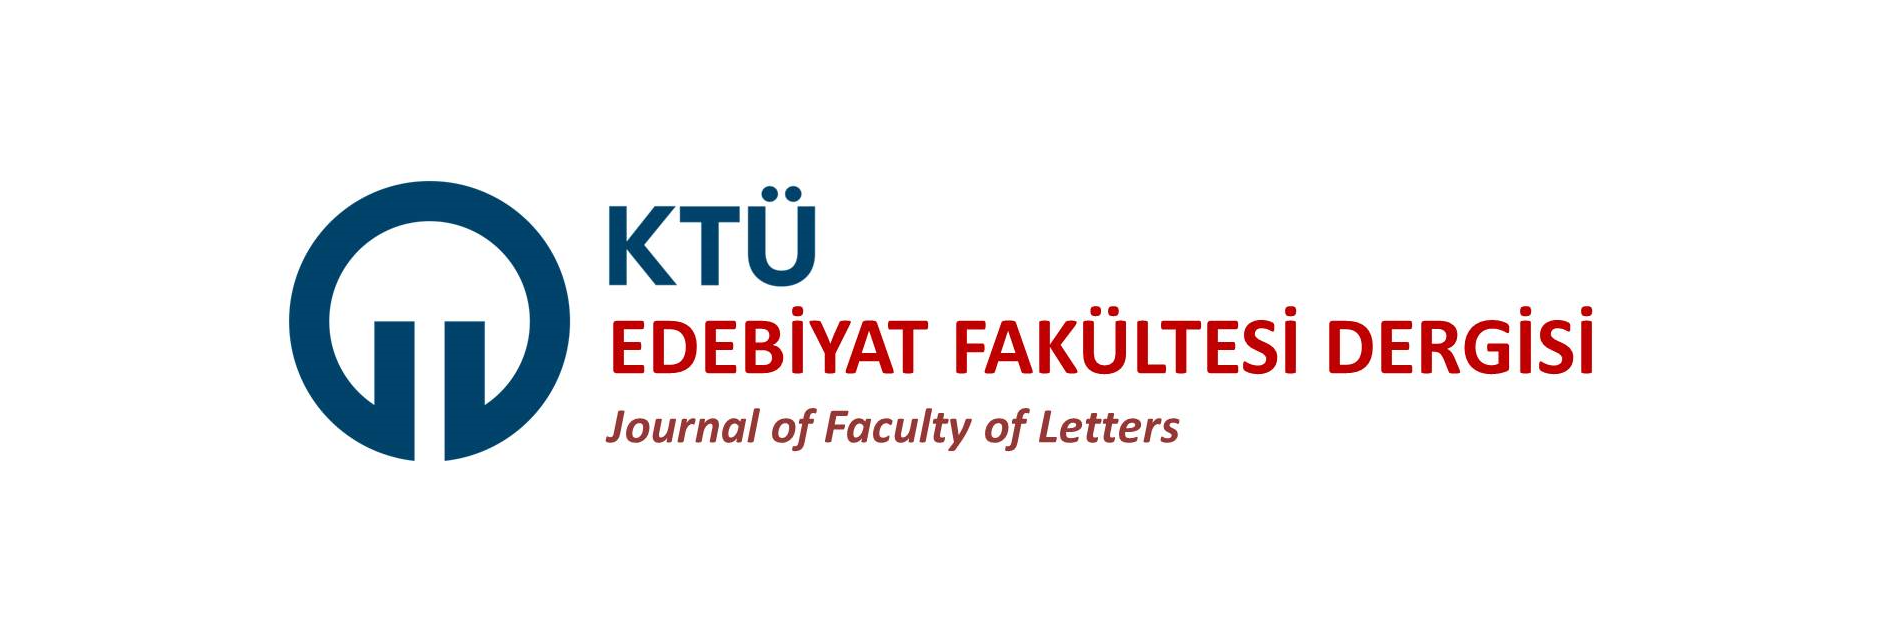 KTÜ
EDEBİYAT FAKÜLTESİ DERGİSİ
Journal of Faculty of Letters